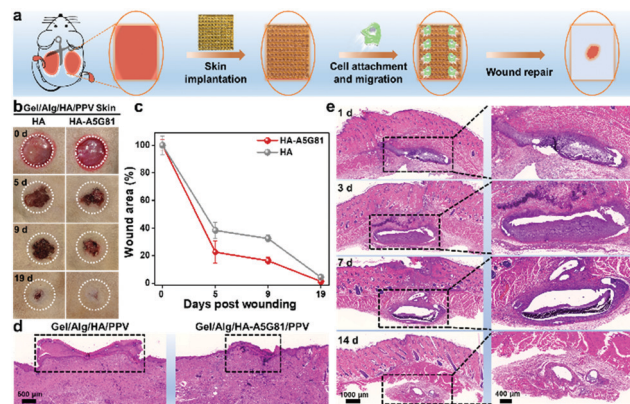 a
Skin
implantation
Cell attachment
and migration
Wound repair
b
Gel/Alg/HA/PPV Skin
HA HA-A5G81
0 d
5 d
9 d
19 d
c
HA-A5G81
HA
Wound area (%)
100
80
60
40
20
0
0 5 9 19
Days post wounding
d
Gel/Alg/HA/PPV
Gel/Alg/HA-A5G81/PPV
500 µm
e
1 d
3 d
7 d
14 d
1000 µm
400 µm